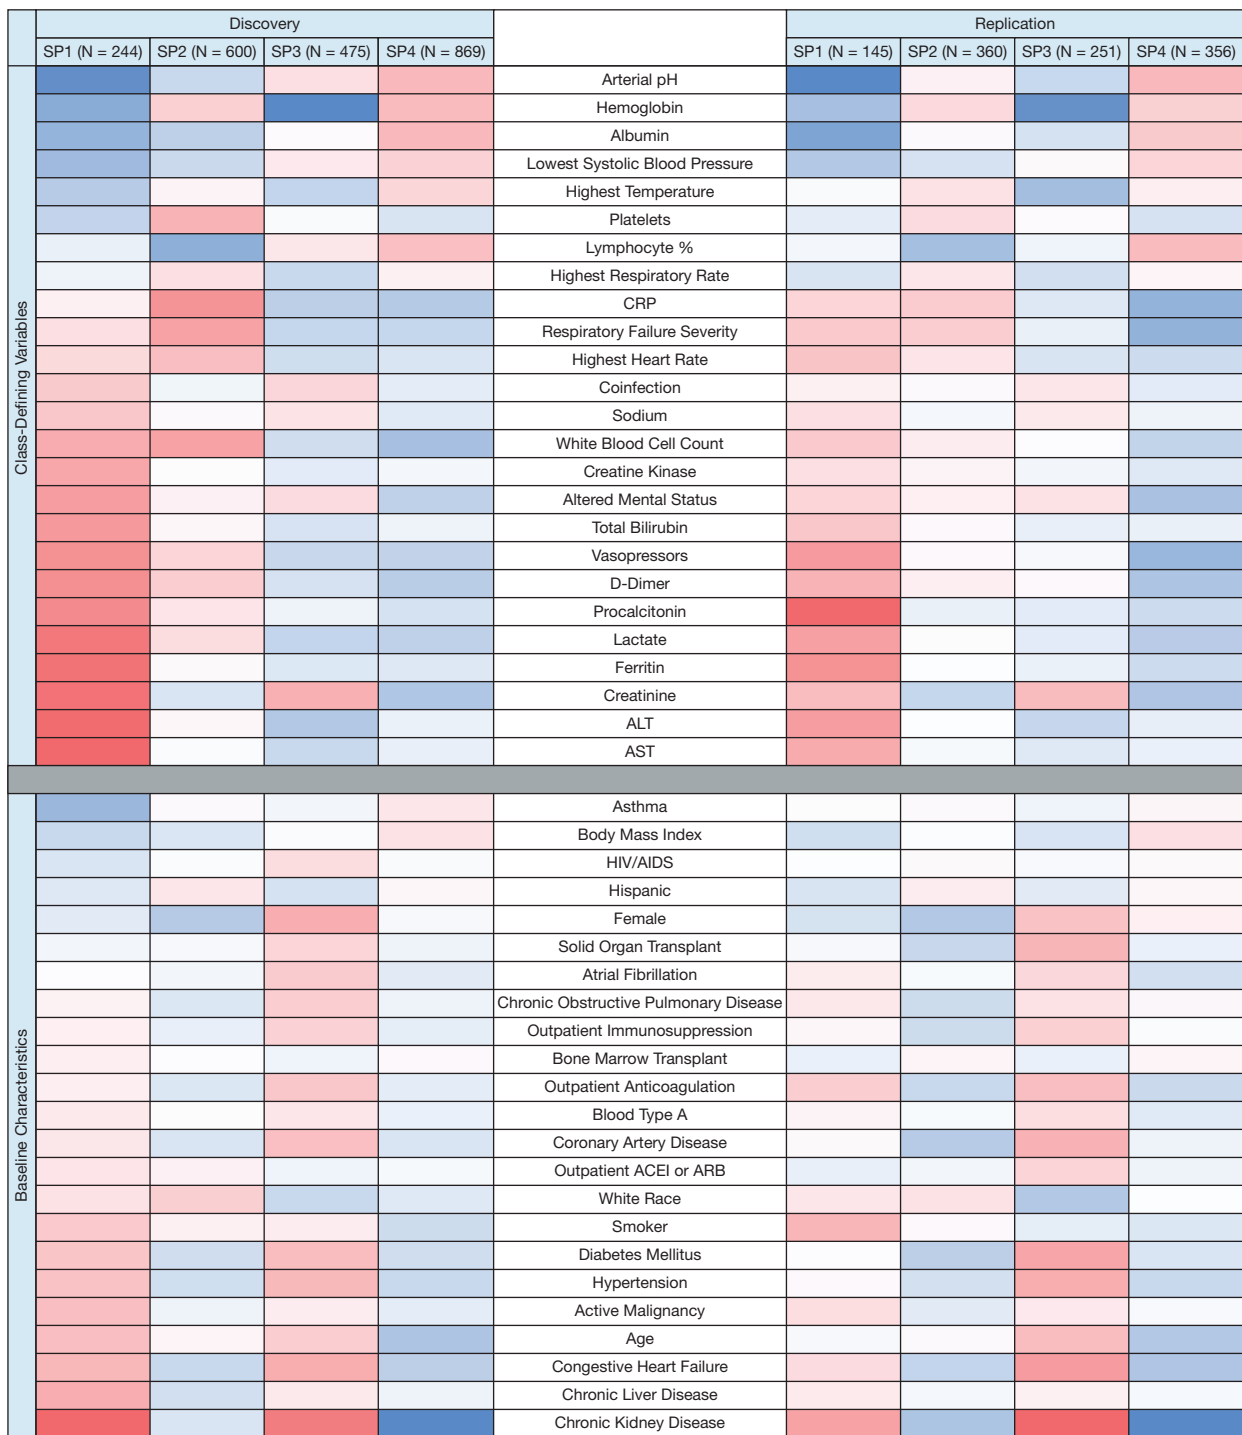 Discovery
Replication
SP1 (N = 244) SP2 (N = 600) SP3 (N = 475) SP4 (N = 869) SP1 (N = 145) SP2 (N = 360) SP3 (N = 251) SP4 (N = 356)
Class-Defining Variables
Arterial pH
Hemoglobin
Albumin
Lowest Systolic Blood Pressure
Highest Temperature
Platelets
Lymphocyte %
Highest Respiratory Rate
CRP
Respiratory Failure Severity
Highest Heart Rate
Coinfection
Sodium
White Blood Cell Count
Creatine Kinase
Altered Mental Status
Total Bilirubin
Vasopressors
D-Dimer
Procalcitonin
Lactate
Ferritin
Creatinine
ALT
AST
Baseline Characteristics
Asthma
Body Mass Index
HIV/AIDS
Hispanic
Female
Solid Organ Transplant
Atrial Fibrillation
Chronic Obstructive Pulmonary Disease
Outpatient Immunosuppression
Bone Marrow Transplant
Outpatient Anticoagulation
Blood Type A
Coronary Artery Disease
Outpatient ACEI or ARB
White Race
Smoker
Diabetes Mellitus
Hypertension
Active Malignancy
Age
Congestive Heart Failure
Chronic Liver Disease
Chronic Kidney Disease